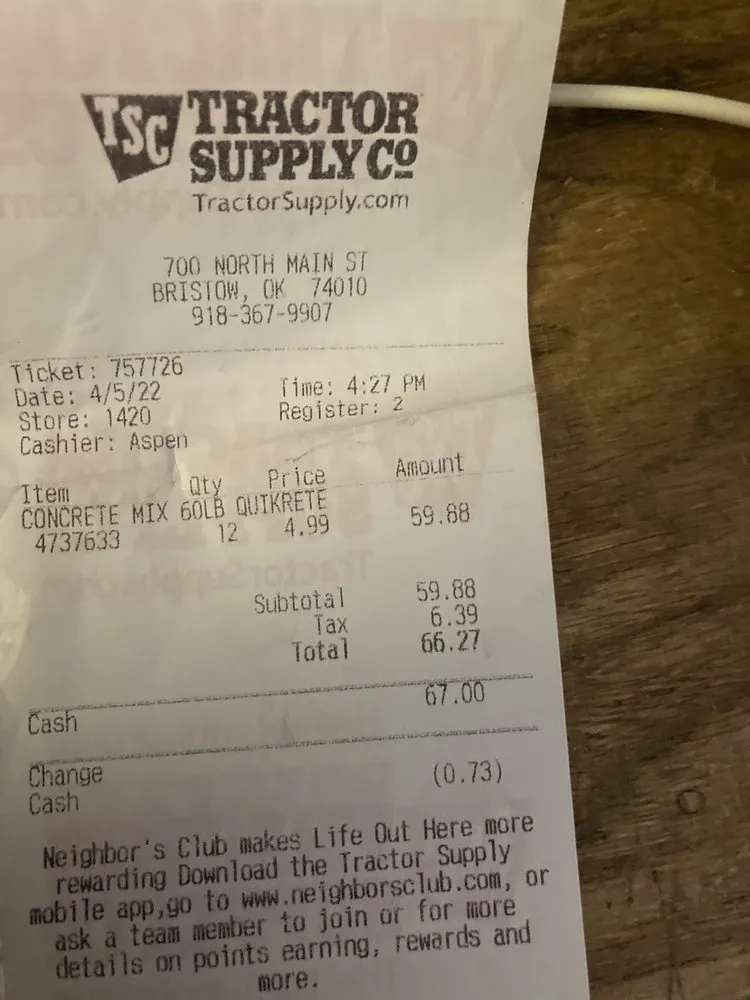 TSC TRACTOR
SUPPLY CO
TractorSupply.com
700 NORTH MAIN ST
BRISTOW, OK 74010
918-367-9907
Ticket: 757726
Date: 4/5/22 Time: 4:27 PM
Store: 1420 Register: 2
Cashier: Aspen
Item Qty Price Amount
CONCRETE MIX 60LB QUIKRETE
4737633 12 4.99 59.88
Subtotal 59.88
Tax 6.39
Total 66.27
Cash 67.00
Change (0.73)
Cash
Neighbor's Club makes Life Out Here more
rewarding Download the Tractor Supply
mobile app,go to www.neighborsclub.com, or
ask a team member to join or for more
details on points earning, rewards and
more.